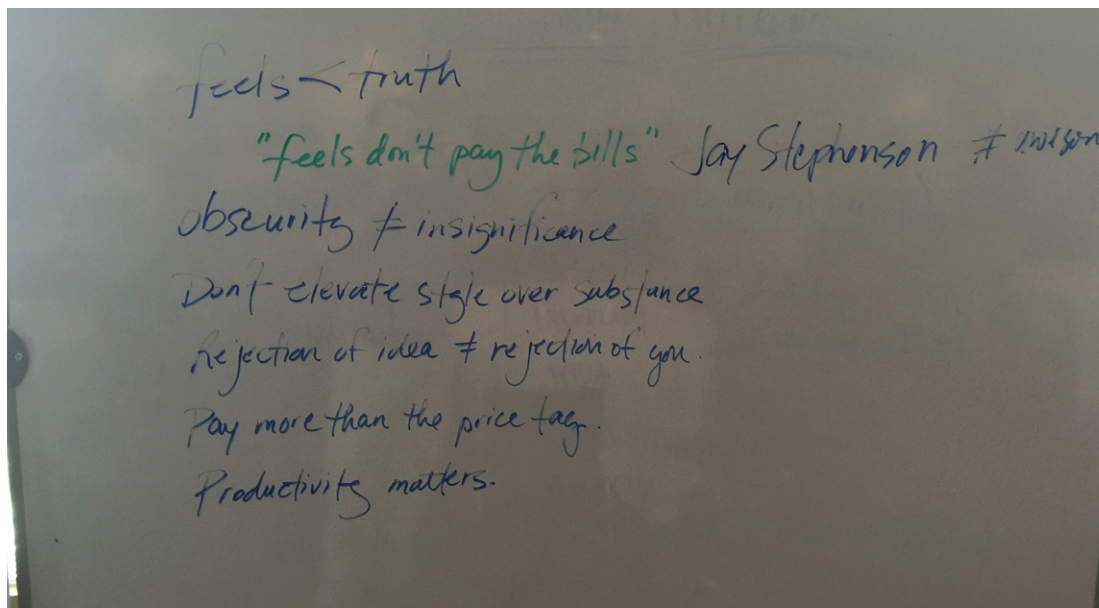 feels < truth
"feels don't pay the bills" Jay Stephenson #
obscurity ≠ insignificance
Don't elevate style over substance
Rejection of idea ≠ rejection of you.
Pay more than the price tag.
Productivity matters.